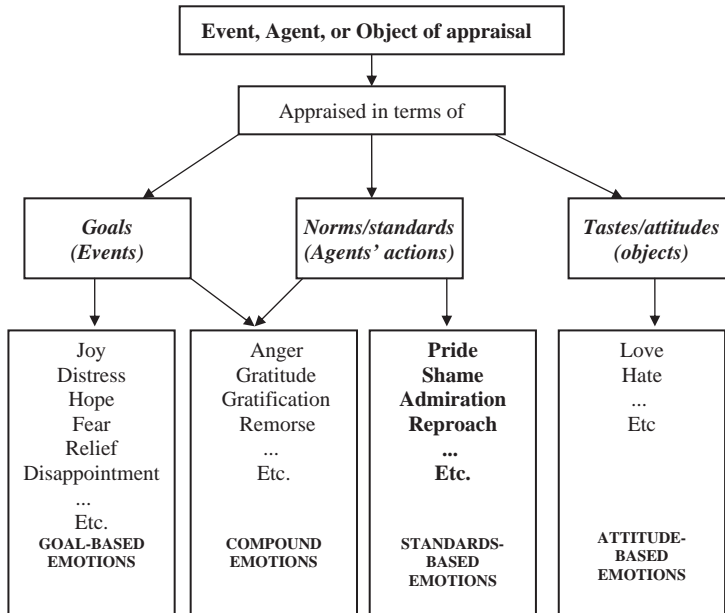 Event, Agent, or Object of appraisal
Appraised in terms of
Goals
(Events)
Norms/standards
(Agents' actions)
Tastes/attitudes
(objects)
Joy
Distress
Hope
Fear
Relief
Disappointment
...
Etc.
GOAL-BASED
EMOTIONS
Anger
Gratitude
Gratification
Remorse
...
Etc.
COMPOUND
EMOTIONS
Pride
Shame
Admiration
Reproach
...
Etc.
STANDARDS-
BASED
EMOTIONS
Love
Hate
...
Etc
ATTITUDE-
BASED
EMOTIONS